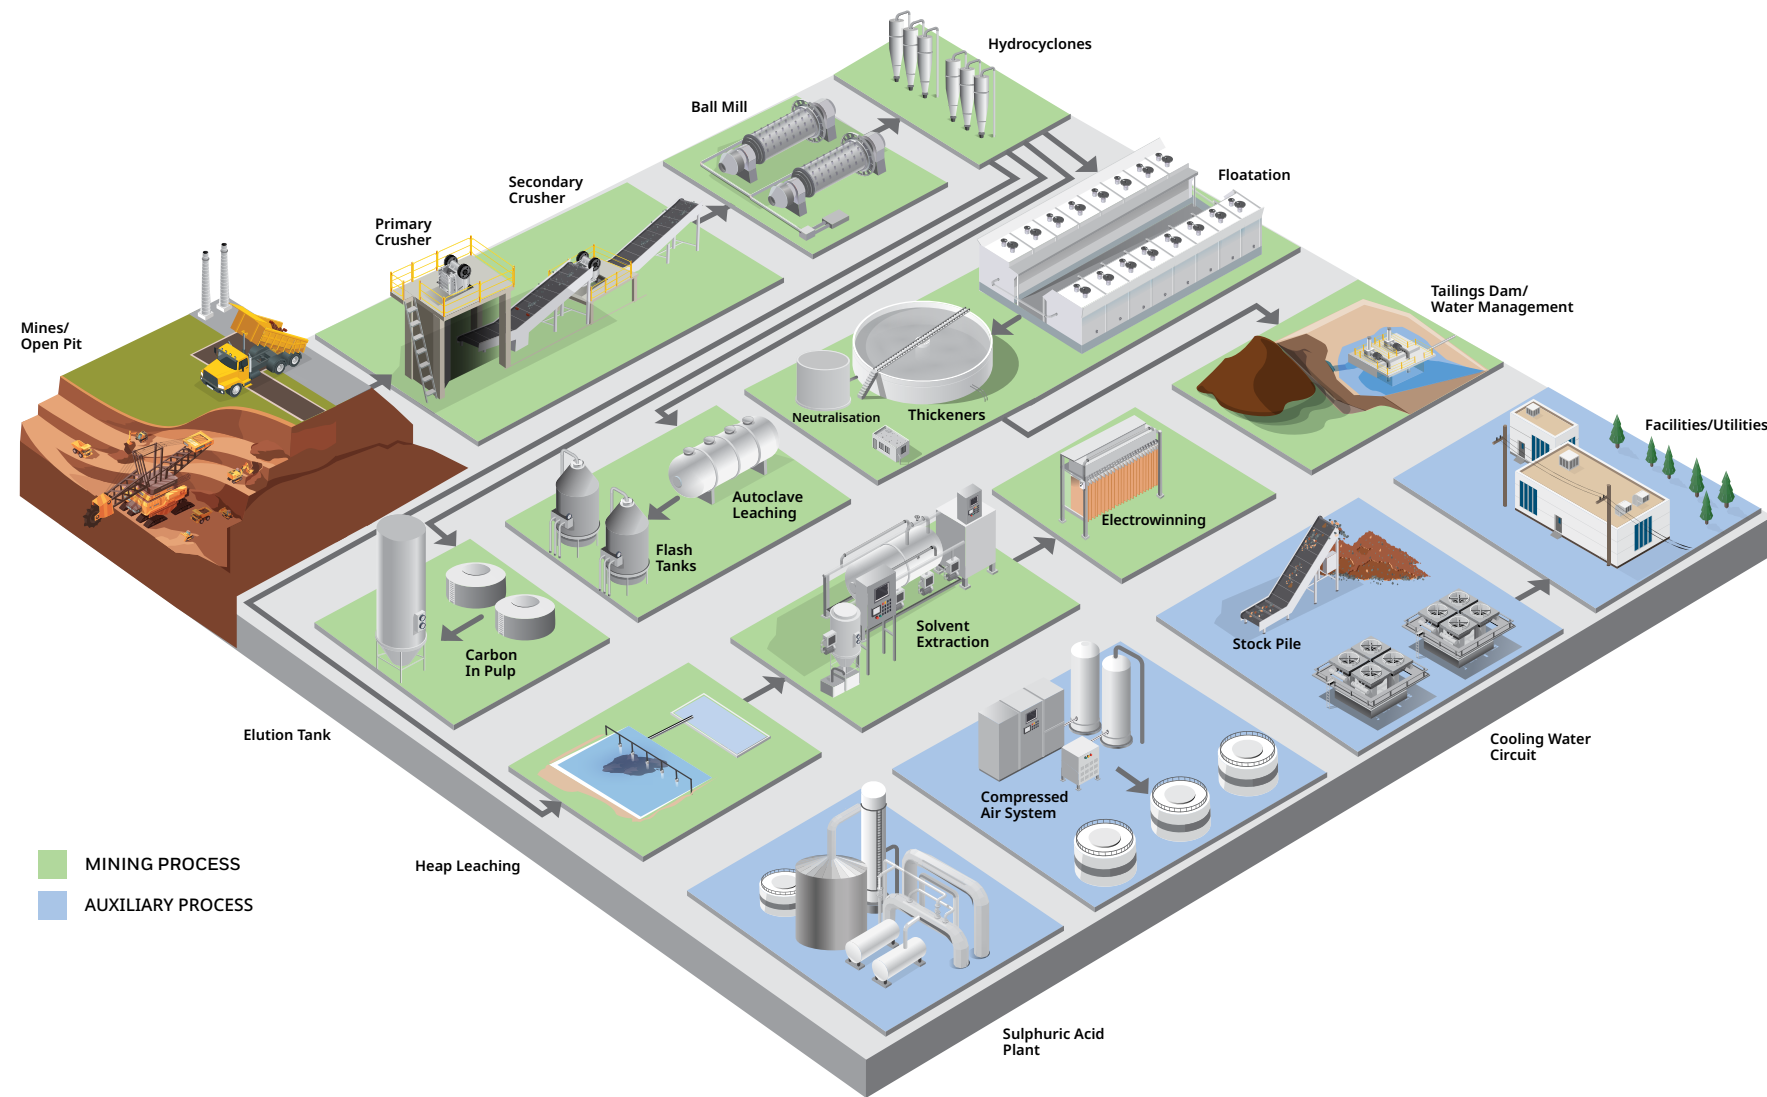 Hydrocyclones
Ball Mill
Floatation
Secondary
Crusher
Primary
Crusher
Tailings Dam/
Water Management
Mines/
Open Pit
Neutralisation
Thickeners
Facilities/Utilities
Autoclave
Leaching
Electrowinning
Flash
Tanks
Solvent
Extraction
Stock Pile
Carbon
In Pulp
Elution Tank
Cooling Water
Circuit
Compressed
Air System
Heap Leaching
MINING PROCESS
AUXILIARY PROCESS
Sulphuric Acid
Plant